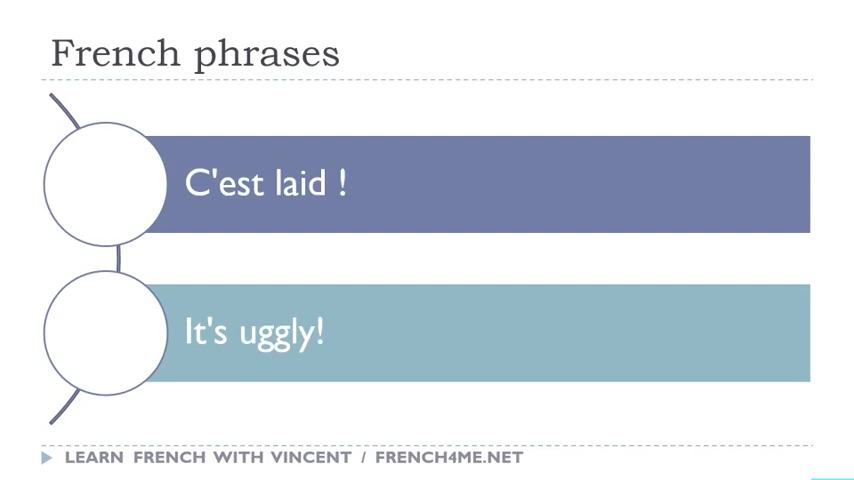 French phrases
C'est laid !
It's uggly!
LEARN FRENCH WITH VINCENT / FRENCH4ME.NET